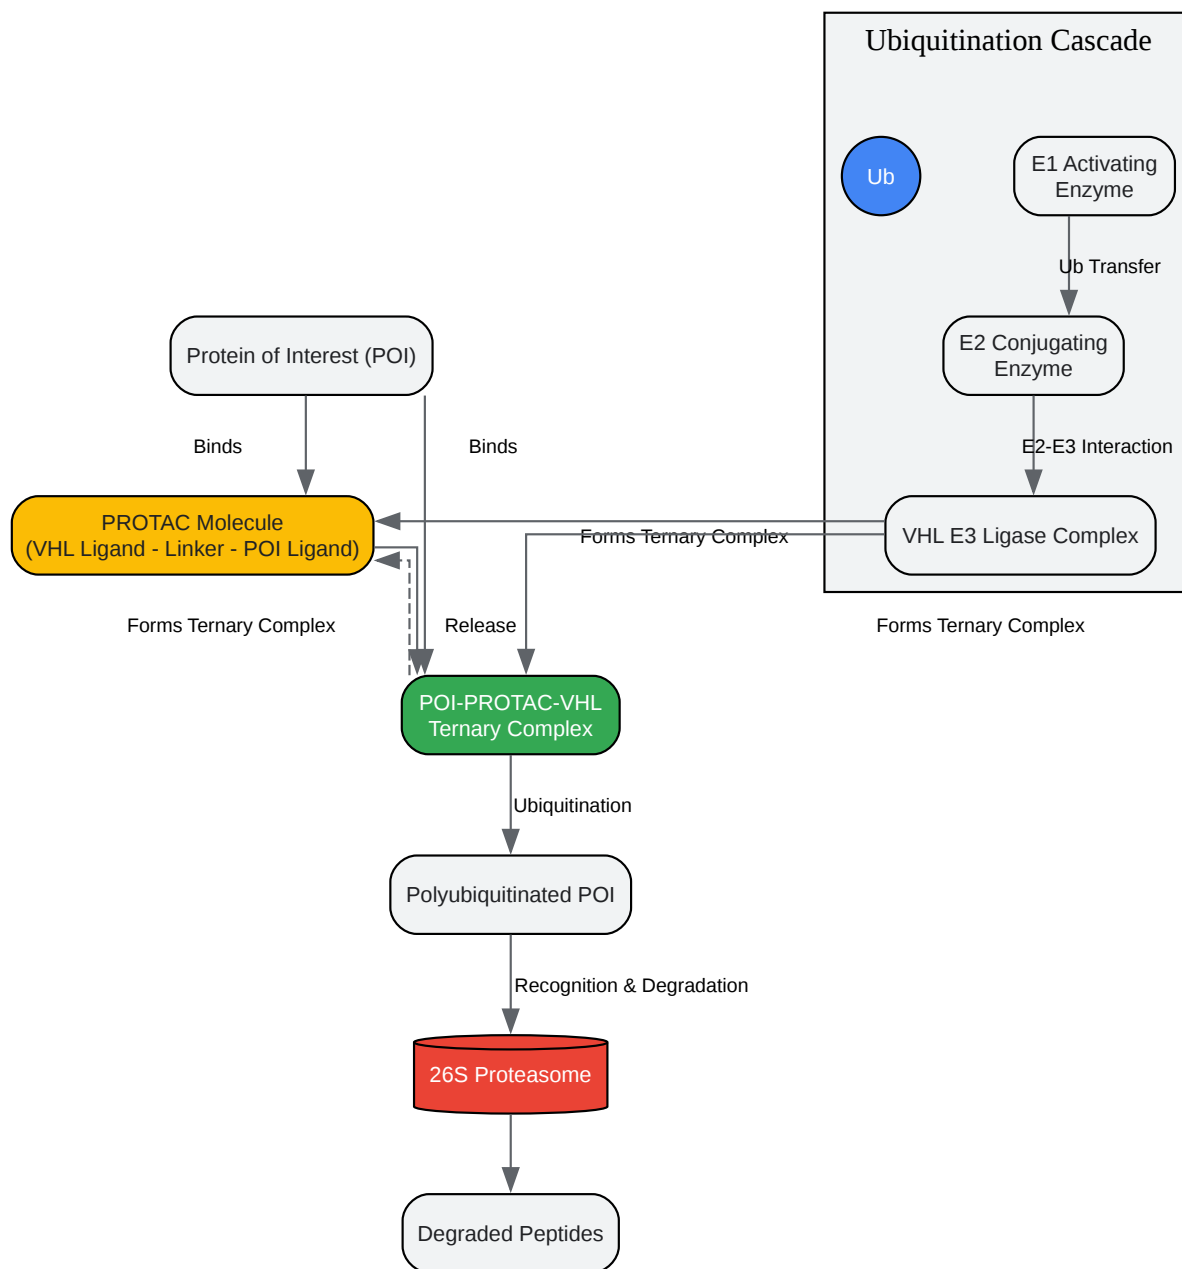 Ubiquitination Cascade
Ub
E1 Activating
Enzyme
Ub Transfer
Protein of Interest (POI)
E2 Conjugating
Enzyme
Binds
Binds
E2-E3 Interaction
PROTAC Molecule
(VHL Ligand - Linker - POI Ligand)
Forms Ternary Complex
VHL E3 Ligase Complex
Forms Ternary Complex
Release
Forms Ternary Complex
POI-PROTAC-VHL
Ternary Complex
Ubiquitination
Polyubiquitinated POI
Recognition & Degradation
26S Proteasome
Degraded Peptides